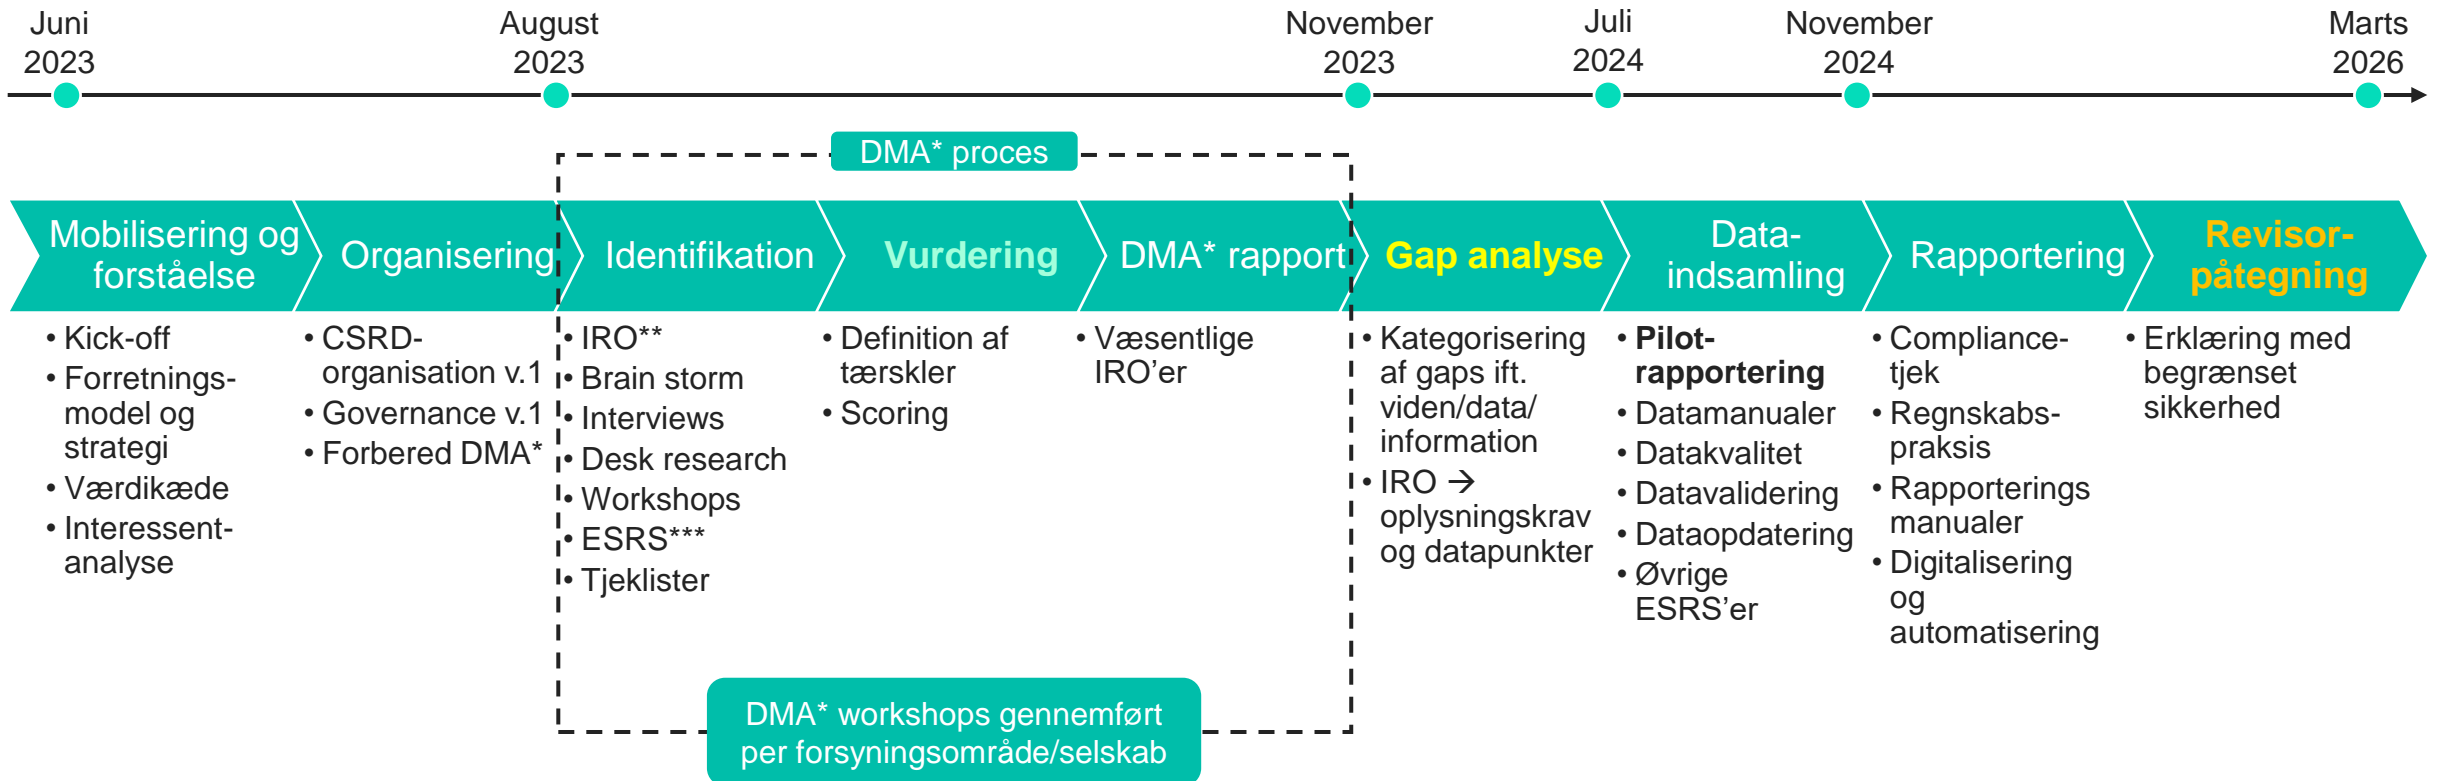 Juni
2023
August
2023
November
2023
Juli
2024
November
2024
Marts
2026
DMA* proces
Mobilisering og
forståelse
Organisering
Identifikation
Vurdering
DMA* rapport
Gap analyse
Data-
indsamling
Rapportering
Revisor-
påtegning
• Kick-off
• Forretnings-
model og
strategi
• Værdikæde
• Interessent-
analyse
• CSRD-
organisation v.1
• Governance v.1
• Forbered DMA*
• IRO**
• Brain storm
• Interviews
• Desk research
• Workshops
• ESRS***
• Tjeklister
• Definition af
tærskler
• Scoring
• Væsentlige
IRO’er
• Kategorisering
af gaps ift.
viden/data/
information
• IRO →
oplysningskrav
og datapunkter
• Pilot-
rapportering
• Datamanualer
• Datakvalitet
• Datavalidering
• Dataopdatering
• Øvrige
ESRS’er
• Compliance-
tjek
• Regnskabs-
praksis
• Rapporterings
manualer
• Digitalisering
og
automatisering
• Erklæring med
begrænset
sikkerhed
DMA* workshops gennemført
per forsyningsområde/selskab